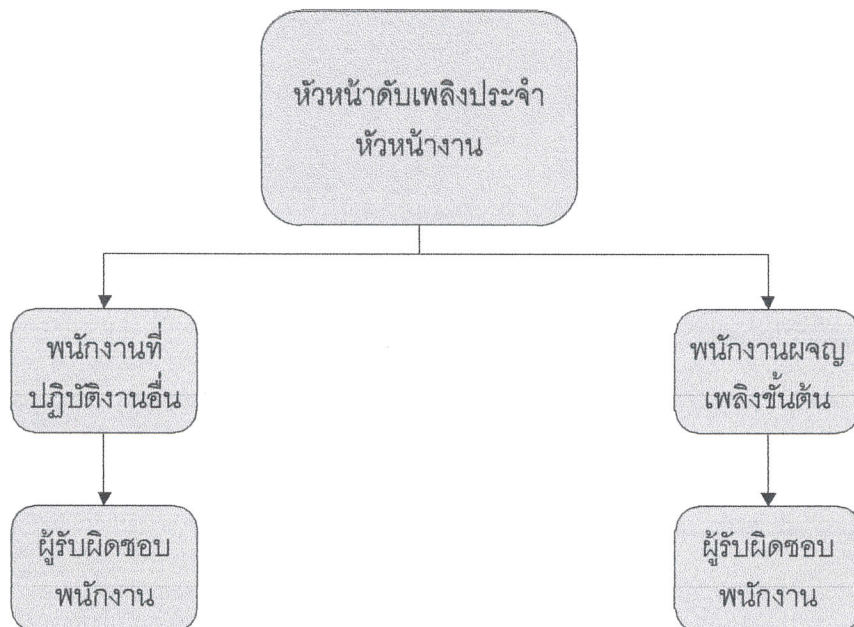 หัวหน้าดับเพลิงประจำ
หัวหน้างาน
พนักงานที่
ปฏิบัติงานอื่น
พนักงานผจญ
เพลิงชั้นต้น
ผู้รับผิดชอบ
พนักงาน
ผู้รับผิดชอบ
พนักงาน